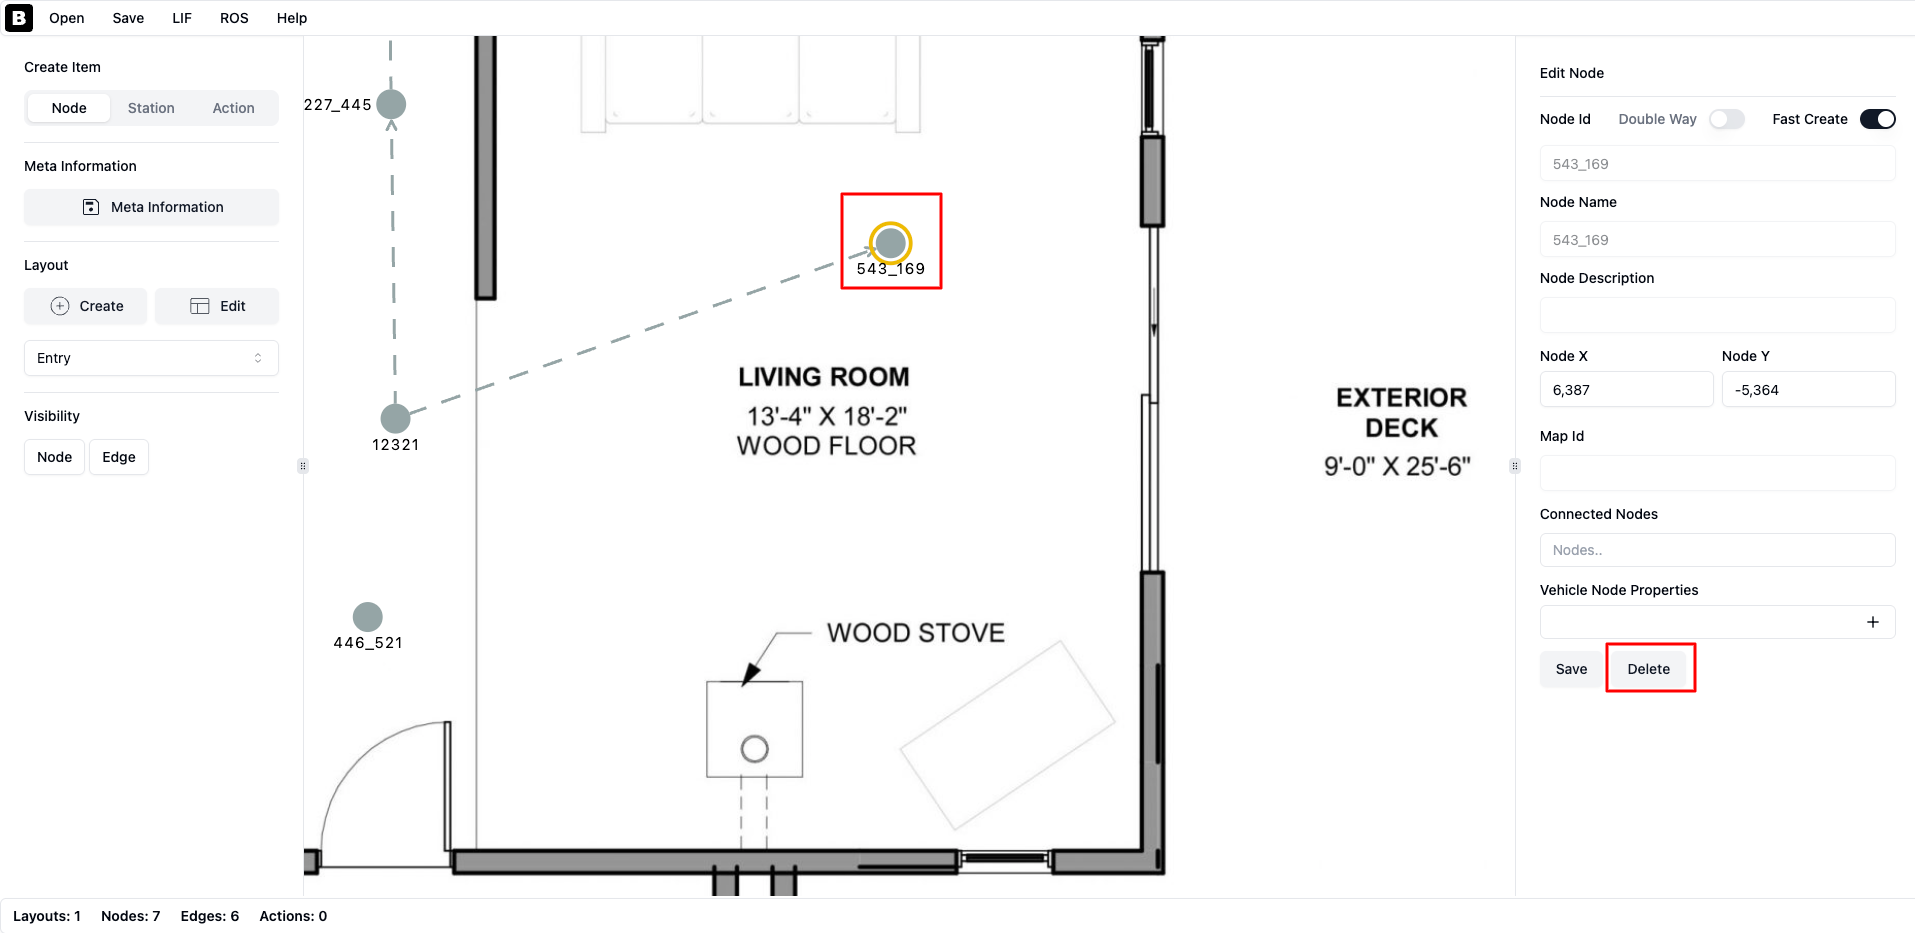 B Open Save LIF ROS Help
Create Item
Node Station Action
Meta Information
Meta Information
Layout
Create Edit
Entry
Visibility
Node Edge
227_445
543_169
12321
446_521
LIVING ROOM
13'-4" X 18'-2"
WOOD FLOOR
WOOD STOVE
EXTERIOR
DECK
9'-0" X 25'-6"
Edit Node
Node Id Double Way Fast Create
543_169
Node Name
543_169
Node Description
Node X Node Y
6,387 -5,364
Map Id
Connected Nodes
Nodes..
Vehicle Node Properties
+
Save Delete
Layouts: 1 Nodes: 7 Edges: 6 Actions: 0